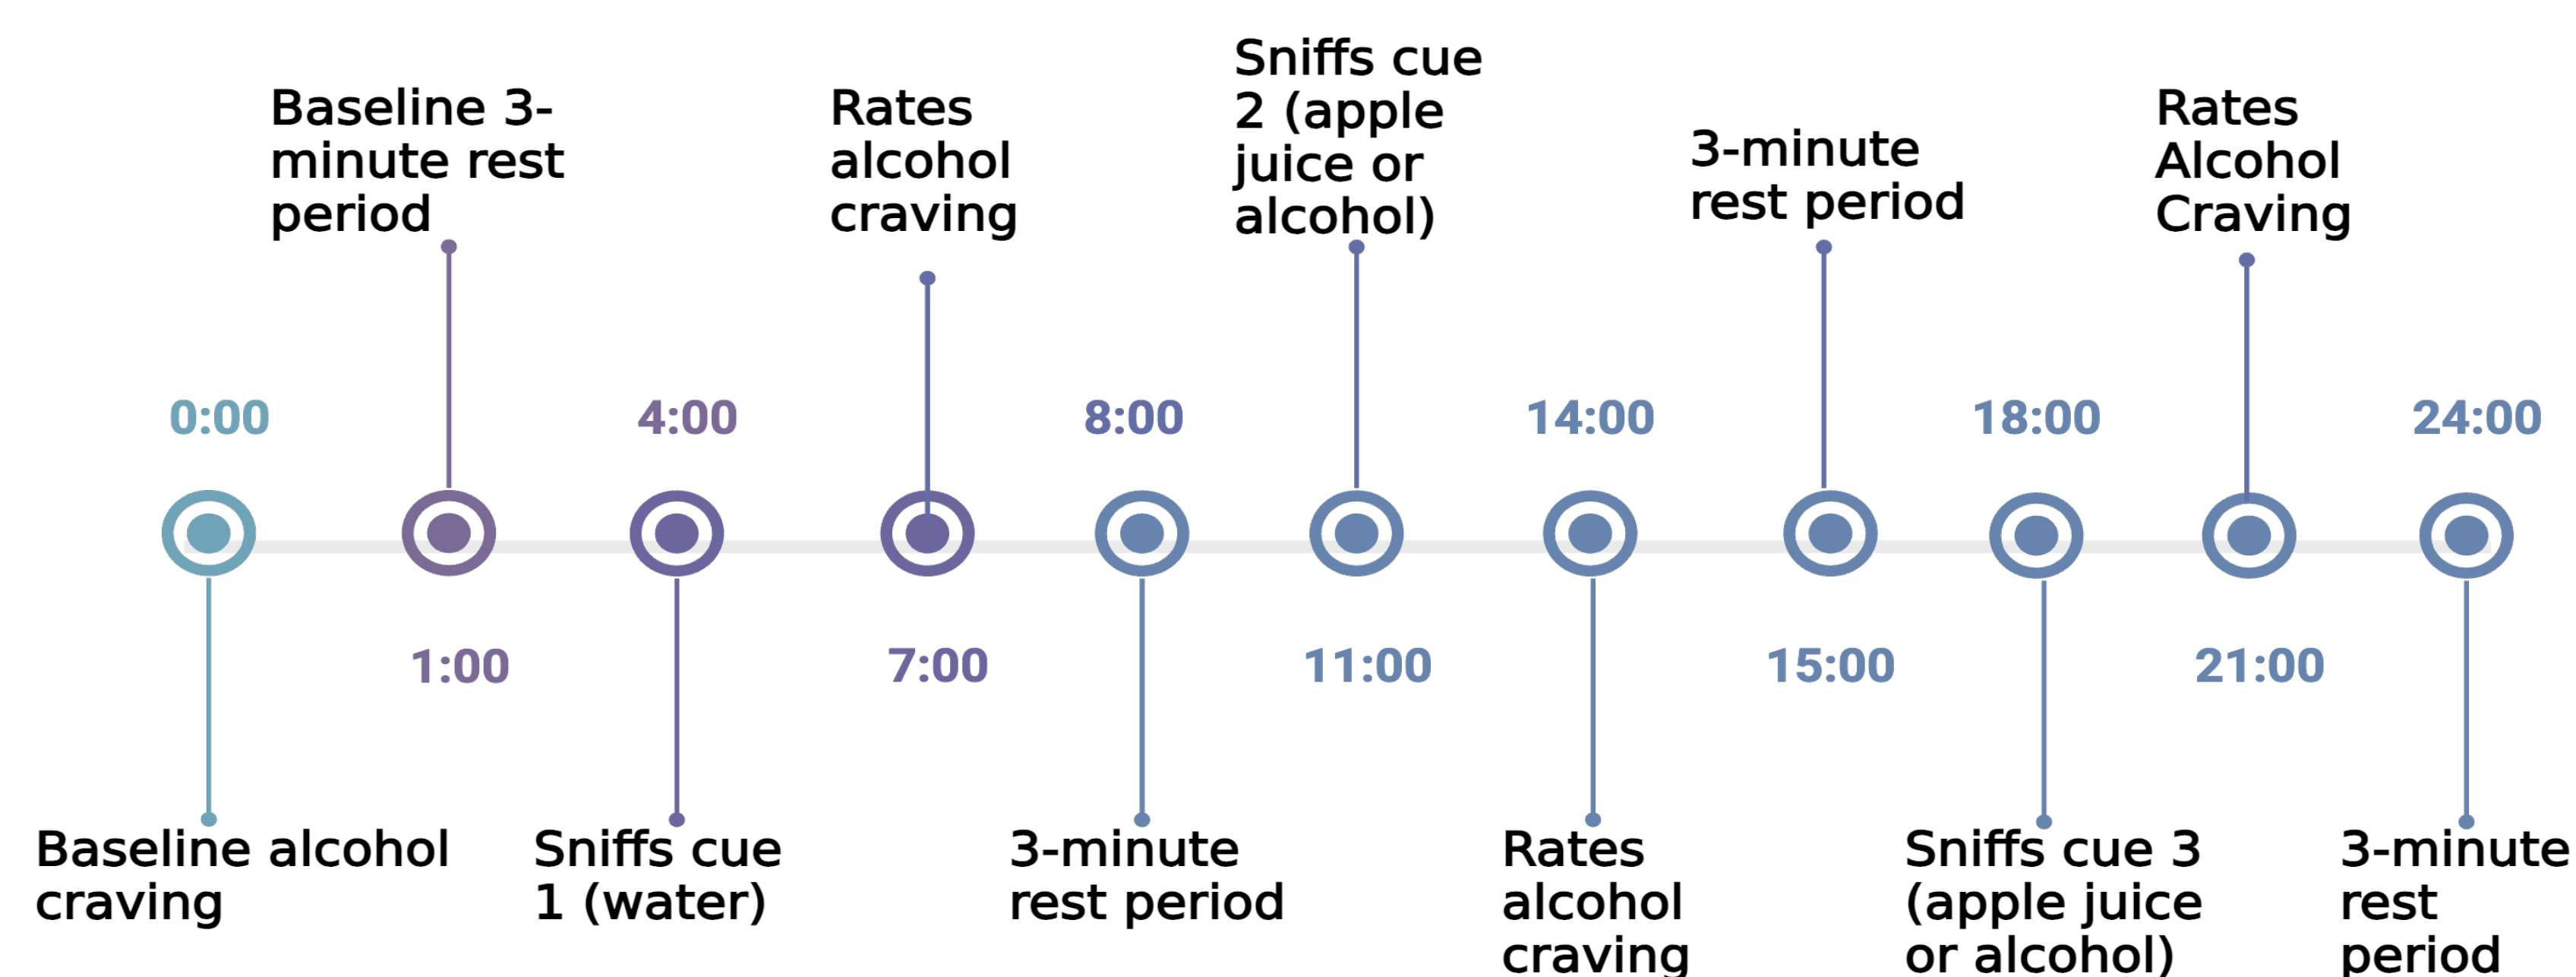 Baseline 3-
minute rest
period
Rates
alcohol
craving
Sniffs cue
2 (apple
juice or
alcohol)
3-minute
rest period
Rates
Alcohol
Craving
0:00
4:00
8:00
14:00
18:00
24:00
1:00
7:00
11:00
15:00
21:00
Baseline alcohol
craving
Sniffs cue
1 (water)
3-minute
rest period
Rates
alcohol
craving
Sniffs cue 3
(apple juice
or alcohol)
3-minute
rest
period